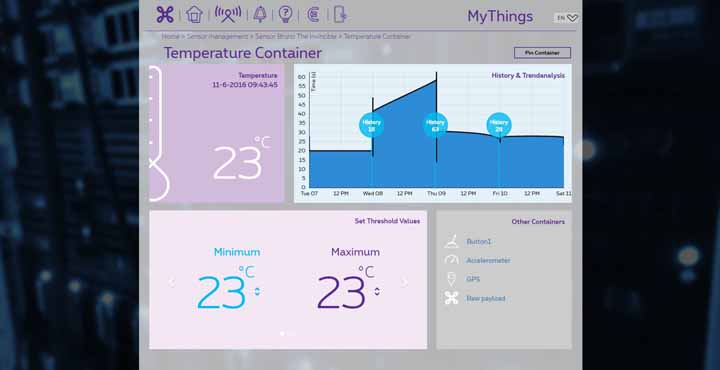 MyThings
EN
Home > Sensor management > Sensor Bruno The Invincible > Temperature Container
Temperature Container
Pin Container
Temperature
11-6-2016 09:43:45
23°C
History & Trendanalysis
Time (s)
60
55
50
45
40
35
30
25
20
15
10
5
0
History
18
History
63
History
28
Tue 07 12 PM Wed 08 12 PM Thu 09 12 PM Fri 10 12 PM Sat 11
Set Threshold Values
Minimum
23°C
Maximum
23°C
Other Containers
Button1
Accelerometer
GPS
Raw payload